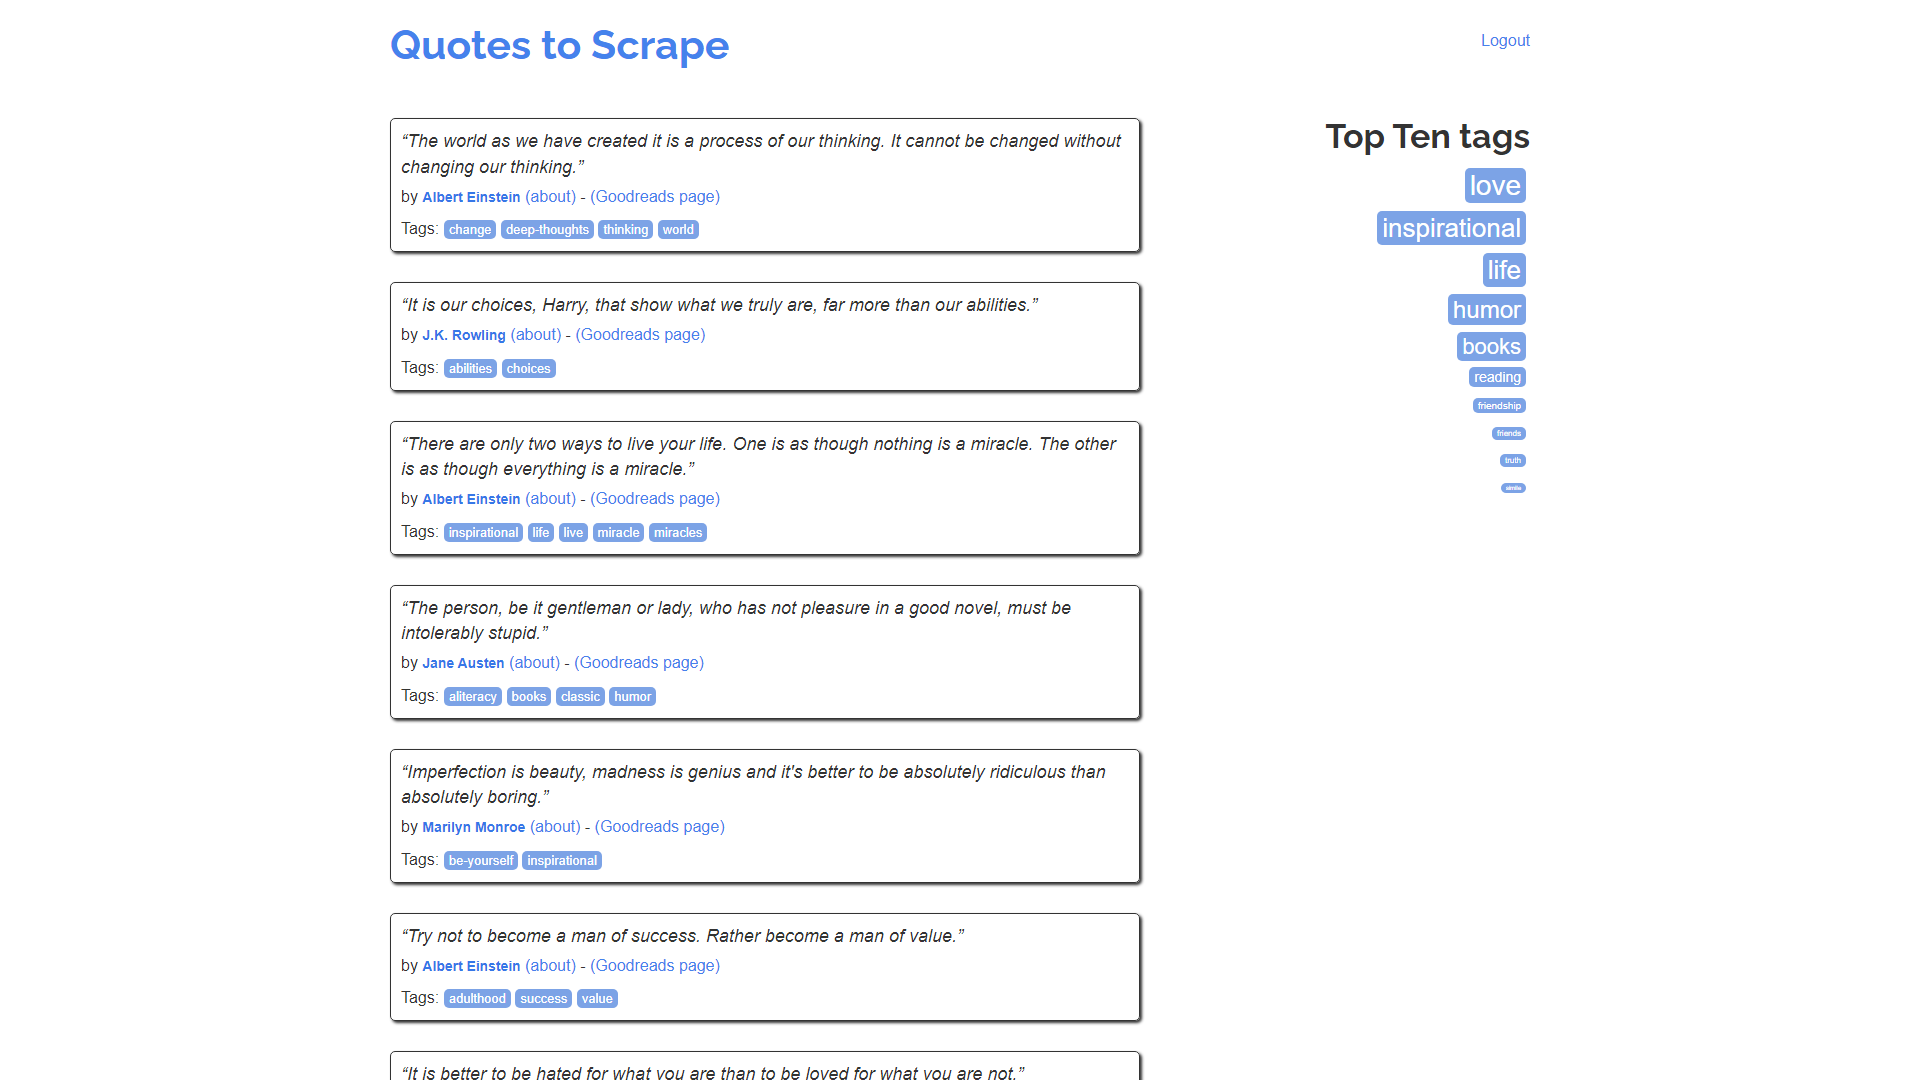 Quotes to Scrape
Logout
“The world as we have created it is a process of our thinking. It cannot be changed without
changing our thinking.”
by Albert Einstein (about) - (Goodreads page)
Tags: change deep-thoughts thinking world
“It is our choices, Harry, that show what we truly are, far more than our abilities.”
by J.K. Rowling (about) - (Goodreads page)
Tags: abilities choices
“There are only two ways to live your life. One is as though nothing is a miracle. The other
is as though everything is a miracle.”
by Albert Einstein (about) - (Goodreads page)
Tags: inspirational life live miracle miracles
“The person, be it gentleman or lady, who has not pleasure in a good novel, must be
intolerably stupid.”
by Jane Austen (about) - (Goodreads page)
Tags: aliteracy books classic humor
“Imperfection is beauty, madness is genius and it's better to be absolutely ridiculous than
absolutely boring.”
by Marilyn Monroe (about) - (Goodreads page)
Tags: be-yourself inspirational
“Try not to become a man of success. Rather become a man of value.”
by Albert Einstein (about) - (Goodreads page)
Tags: adulthood success value
“It is better to be hated for what you are than to be loved for what you are not.”
Top Ten tags
love
inspirational
life
humor
books
reading
friendship
friends
truth
simile